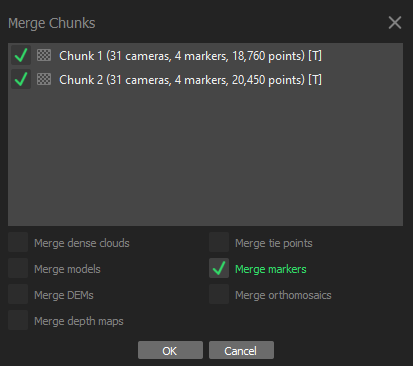 Merge Chunks
Chunk 1 (31 cameras, 4 markers, 18,760 points) [T]
Chunk 2 (31 cameras, 4 markers, 20,450 points) [T]
Merge dense clouds
Merge tie points
Merge models
Merge markers
Merge DEMs
Merge orthomosaics
Merge depth maps
OK
Cancel